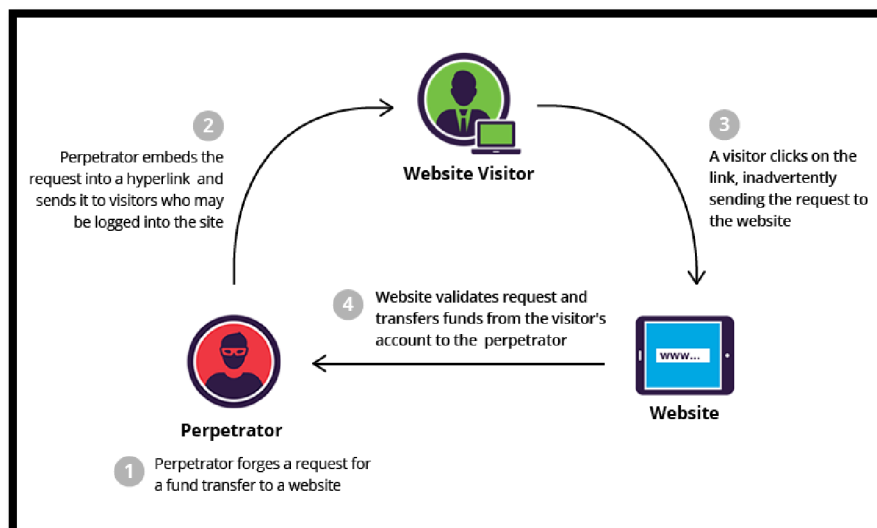 2
Perpetrator embeds the
request into a hyperlink and
sends it to visitors who may
be logged into the site
Website Visitor
3
A visitor clicks on the
link, inadvertently
sending the request to
the website
4
Website validates request and
transfers funds from the visitor's
account to the perpetrator
www...
Perpetrator
Website
1
Perpetrator forges a request for
a fund transfer to a website